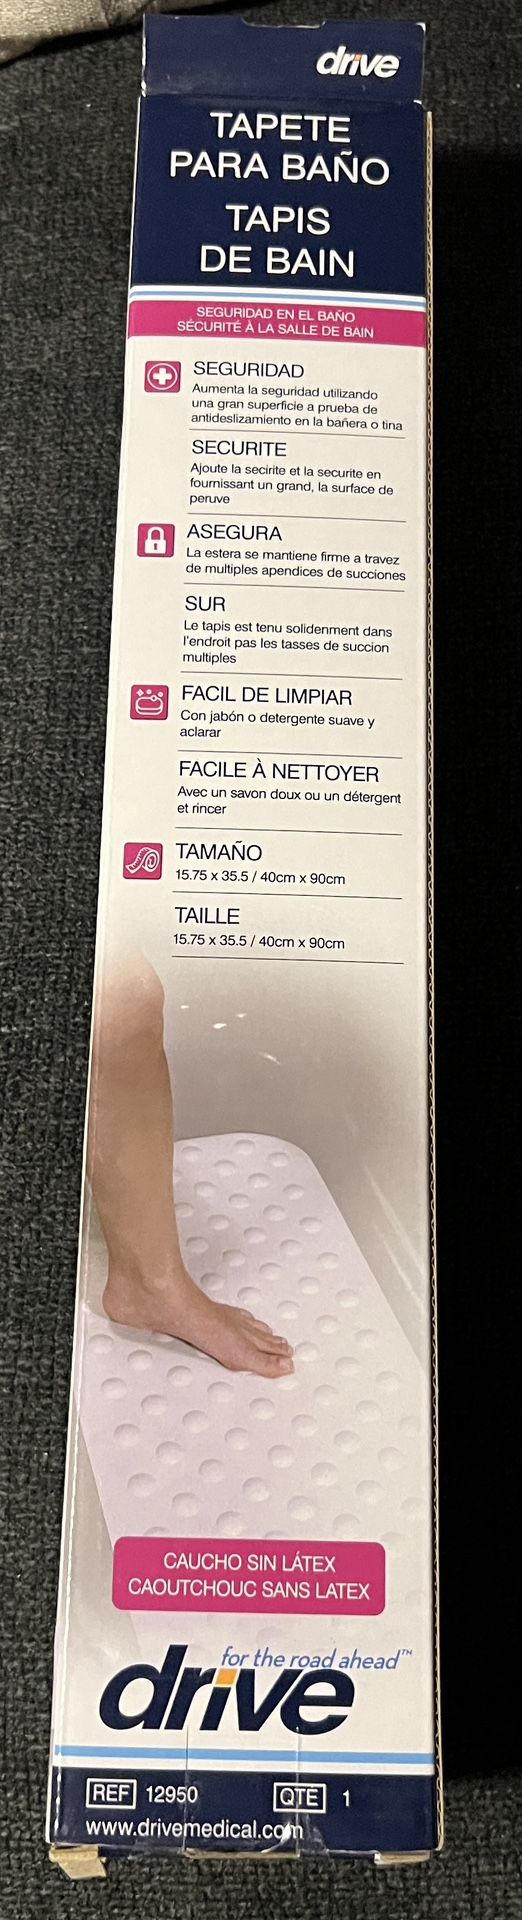 drive
TAPETE
PARA BAÑO
TAPIS
DE BAIN
SEGURIDAD EN EL BAÑO
SÉCURITÉ À LA SALLE DE BAIN
SEGURIDAD
Aumenta la seguridad utilizando
una gran superficie a prueba de
antideslizamiento en la bañera o tina
SECURITE
Ajoute la secirite et la securite en
fournissant un grand, la surface de
peruve
ASEGURA
La estera se mantiene firme a travez
de multiples apendices de succiones
SUR
Le tapis est tenu solidenment dans
l'endroit pas les tasses de succion
multiples
FACIL DE LIMPIAR
Con jabón o detergente suave y
aclarar
FACILE À NETTOYER
Avec un savon doux ou un détergent
et rincer
TAMAÑO
15.75 x 35.5 / 40cm x 90cm
TAILLE
15.75 x 35.5 / 40cm x 90cm
CAUCHO SIN LÁTEX
CAOUTCHOUC SANS LATEX
for the road ahead™
drive
REF 12950 QTÉ 1
www.drivemedical.com